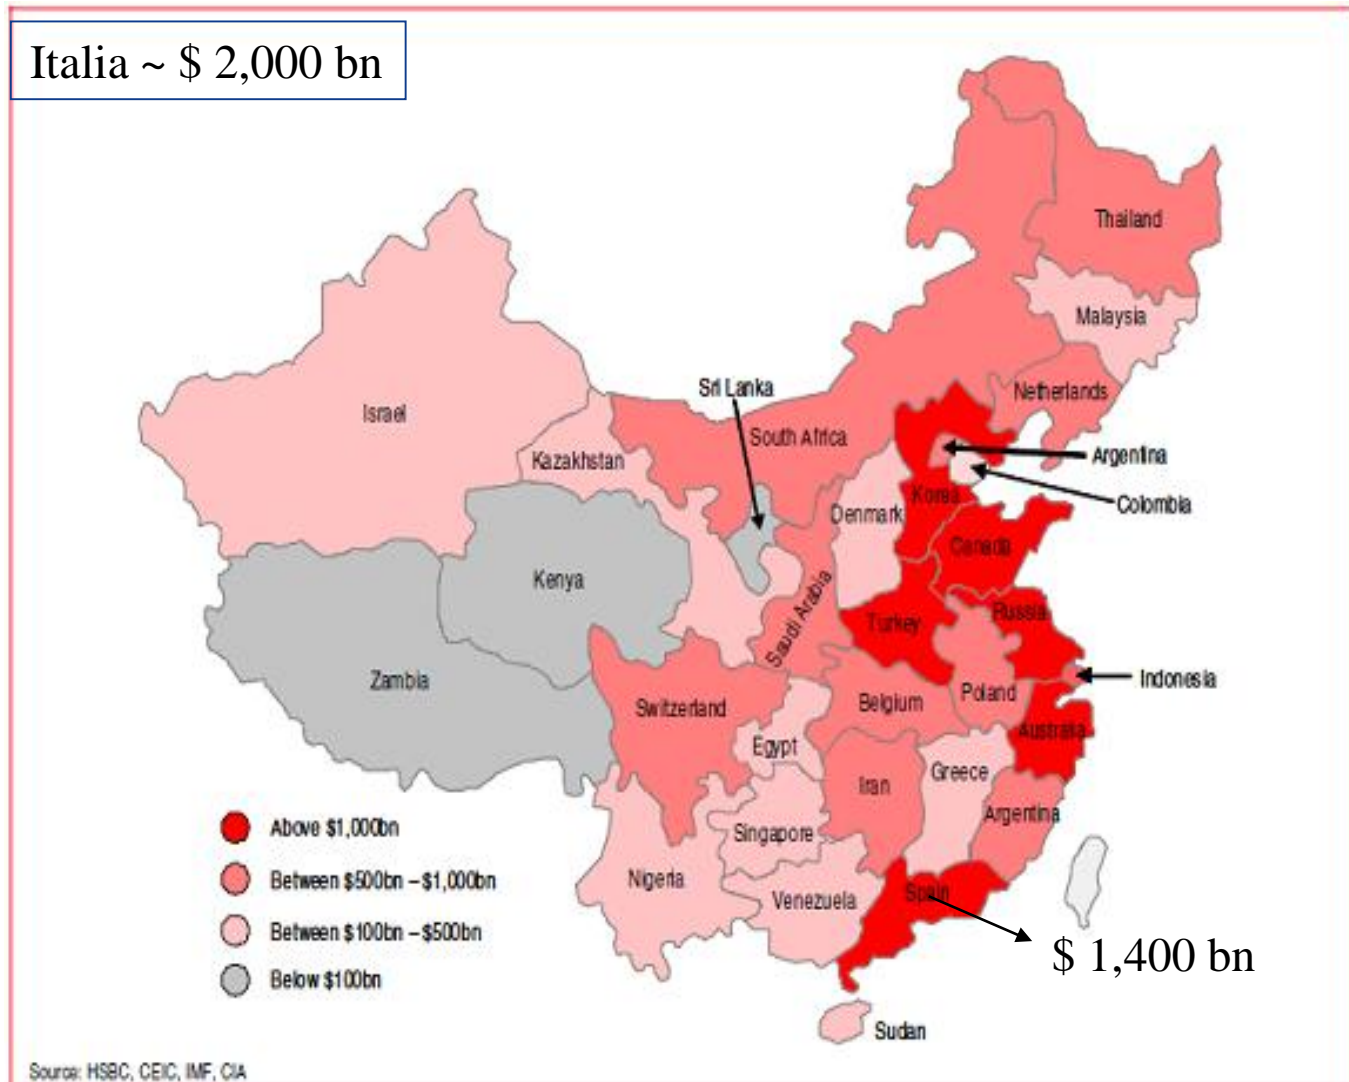 Italia ~ $ 2,000 bn
Thailand
Malaysia
Netherlands
Sri Lanka
Israel
South Africa
Kazakhstan
Argentina
Colombia
Korea
Denmark
Canada
Kenya
Saudi Arabia
Turkey
Russia
Zambia
Indonesia
Switzerland
Belgium
Poland
Australia
Egypt
Greece
Iran
Argentina
Singapore
Nigeria
Venezuela
Spain
$ 1,400 bn
Sudan
Above $1,000bn
Between $500bn – $1,000bn
Between $100bn – $500bn
Below $100bn
Source: HSBC, CEIC, IMF, CIA